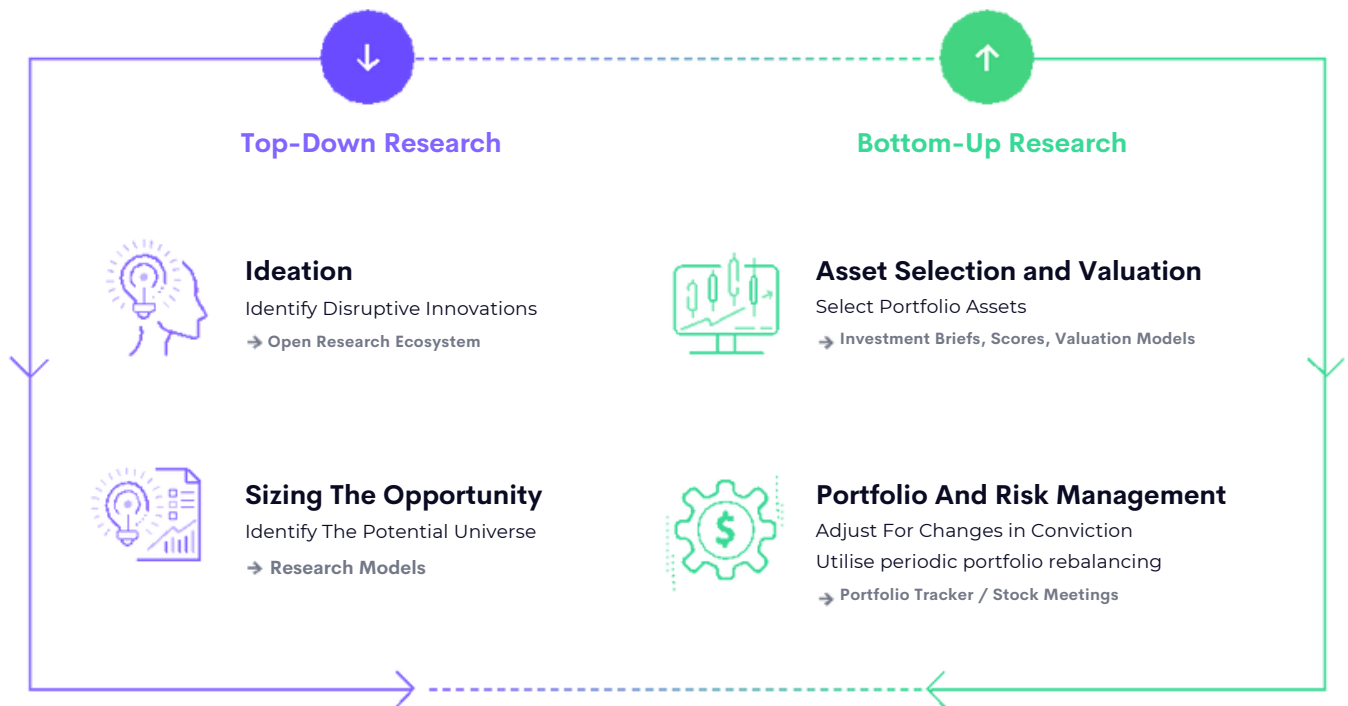 Top-Down Research
Bottom-Up Research
Ideation
Identify Disruptive Innovations
Open Research Ecosystem
Asset Selection and Valuation
Select Portfolio Assets
Investment Briefs, Scores, Valuation Models
Sizing The Opportunity
Identify The Potential Universe
Research Models
$
Portfolio And Risk Management
Adjust For Changes in Conviction
Utilise periodic portfolio rebalancing
Portfolio Tracker / Stock Meetings